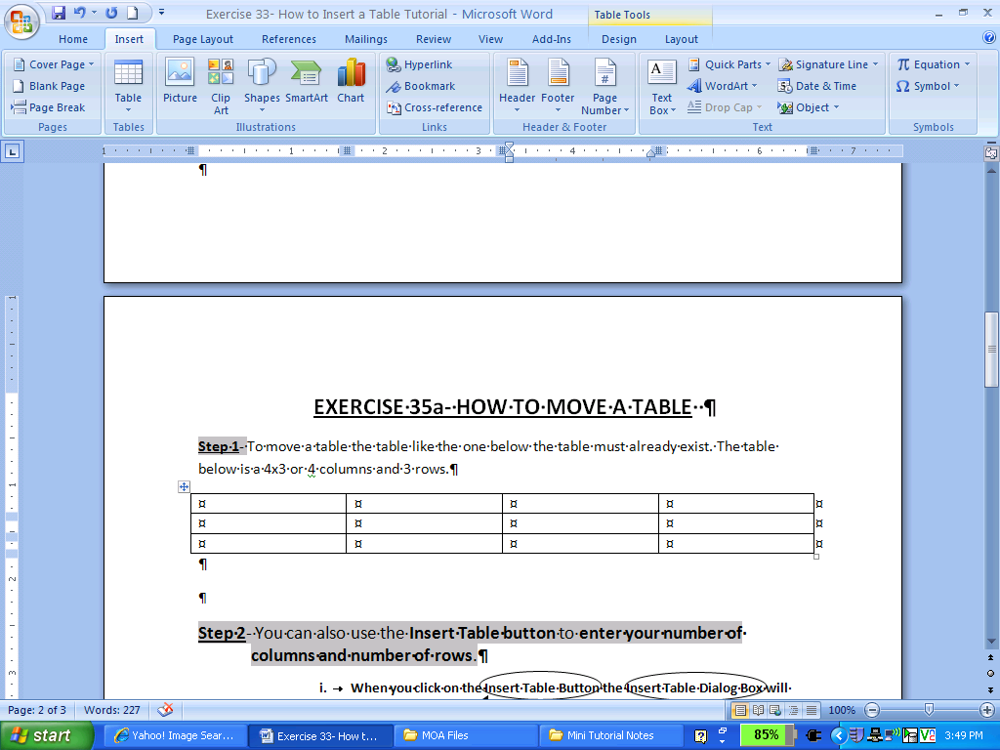 Exercise 33- How to Insert a Table Tutorial - Microsoft Word
Table Tools
Home Insert Page Layout References Mailings Review View Add-Ins Design Layout
Cover Page
Blank Page
Page Break
Pages
Table
Tables
Picture
Clip Art
Shapes
SmartArt
Chart
Illustrations
Hyperlink
Bookmark
Cross-reference
Links
Header
Footer
Page Number
Header & Footer
Text Box
Quick Parts
WordArt
Drop Cap
Signature Line
Date & Time
Object
Text
Equation
Symbol
Symbols
1 1 2 3 4 6 7
¶
EXERCISE·35a-·HOW·TO·MOVE·A·TABLE··¶
Step·1-·To·move·a·table·the·table·like·the·one·below·the·table·must·already·exist.·The·table·
below·is·a·4x3·or·4·columns·and·3·rows.¶
¤ ¤ ¤ ¤ ¤
¤ ¤ ¤ ¤ ¤
¤ ¤ ¤ ¤ ¤
¶
¶
Step·2-·You·can·also·use·the·Insert·Table·button·to·enter·your·number·of·
columns·and·number·of·rows.¶
i. → When·you·click·on·the·Insert·Table·Button·the·Insert·Table·Dialog·Box·will·
Page: 2 of 3 Words: 227 100%
start Yahoo! Image Sear... Exercise 33- How t... MOA Files Mini Tutorial Notes 85% 3:49 PM